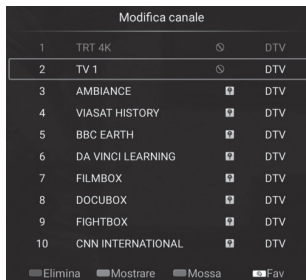 Modifica canale
1 TRT 4K DTV
2 TV 1 DTV
3 AMBIANCE DTV
4 VIASAT HISTORY DTV
5 BBC EARTH DTV
6 DA VINCI LEARNING DTV
7 FILMBOX DTV
8 DOCUBOX DTV
9 FIGHTBOX DTV
10 CNN INTERNATIONAL DTV
Elimina Mostrare Mossa Fav